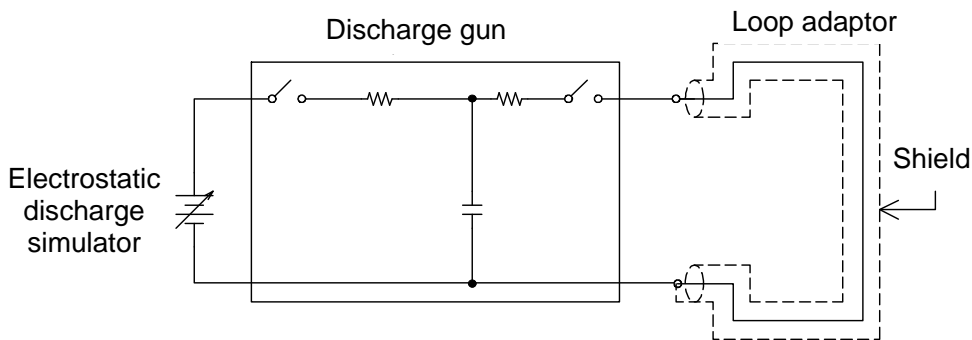 Discharge gun
Loop adaptor
Electrostatic
discharge
simulator
Shield